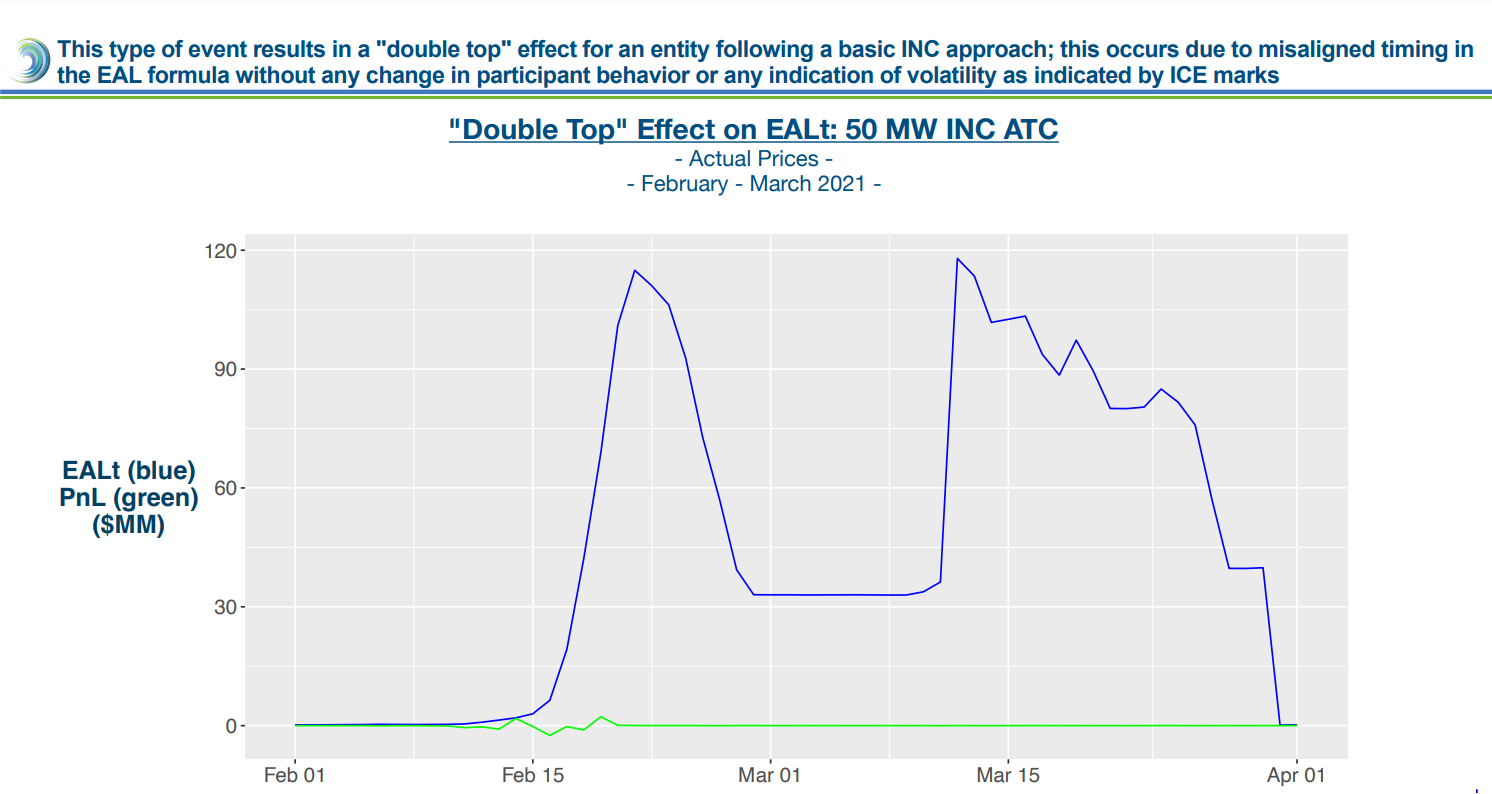 This type of event results in a "double top" effect for an entity following a basic INC approach; this occurs due to misaligned timing in
the EAL formula without any change in participant behavior or any indication of volatility as indicated by ICE marks
"Double Top" Effect on EALt: 50 MW INC ATC
- Actual Prices -
- February - March 2021 -
120
90
60
30
0
EALt (blue)
PnL (green)
($MM)
Feb 01
Feb 15
Mar 01
Mar 15
Apr 01